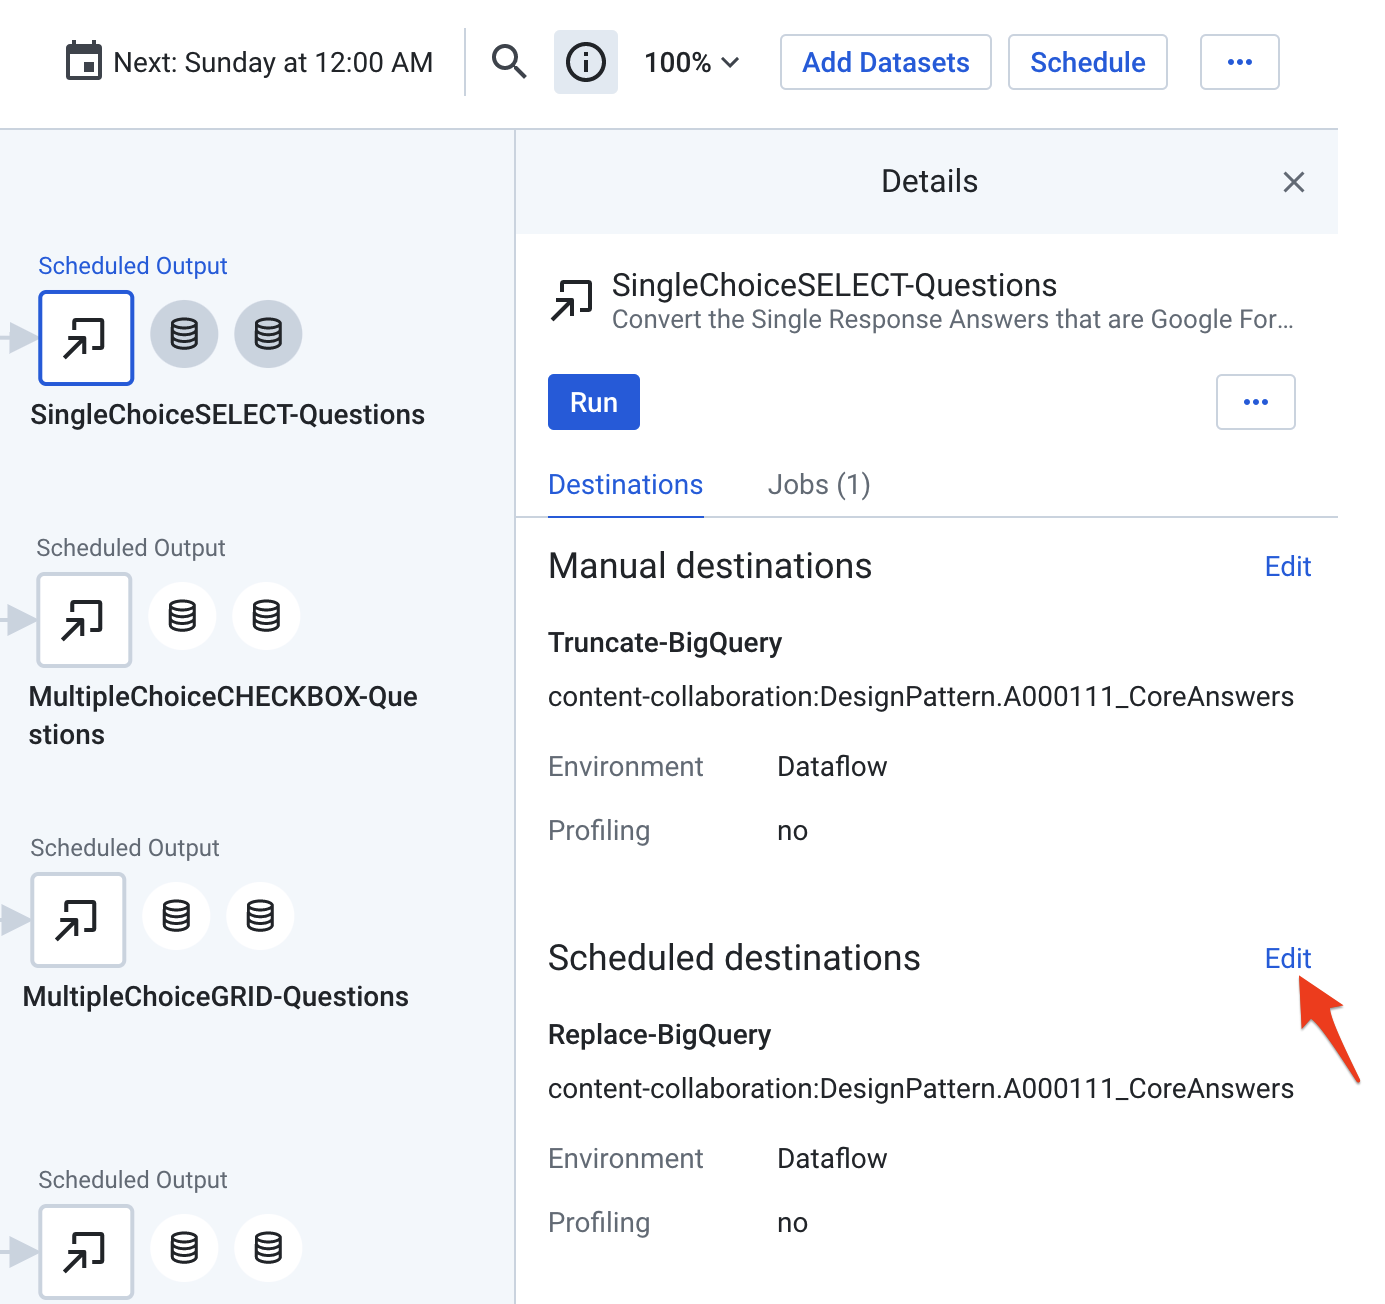 Next: Sunday at 12:00 AM
100%
Add Datasets
Schedule
Details
Scheduled Output
SingleChoiceSELECT-Questions
Scheduled Output
MultipleChoiceCHECKBOX-Que
stions
Scheduled Output
MultipleChoiceGRID-Questions
Scheduled Output
SingleChoiceSELECT-Questions
Convert the Single Response Answers that are Google For...
Run
Destinations
Jobs (1)
Manual destinations
Edit
Truncate-BigQuery
content-collaboration:DesignPattern.A000111_CoreAnswers
Environment Dataflow
Profiling no
Scheduled destinations
Edit
Replace-BigQuery
content-collaboration:DesignPattern.A000111_CoreAnswers
Environment Dataflow
Profiling no